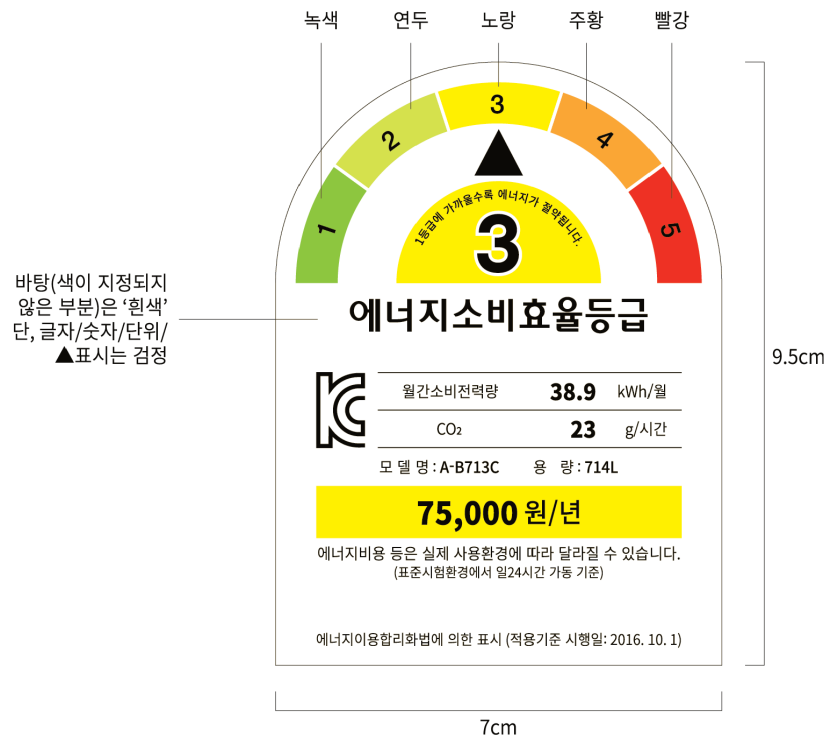 녹색 연두 노랑 주황 빨강
1 2 3 4 5
1등급에 가까울수록 에너지가 절약됩니다.
3
바탕(색이 지정되지
않은 부분)은 ‘흰색’
단, 글자/숫자/단위/
▲표시는 검정
에너지소비효율등급
9.5cm
월간소비전력량 38.9 kWh/월
CO₂ 23 g/시간
모 델 명 : A-B713C 용 량 : 714L
75,000 원/년
에너지비용 등은 실제 사용환경에 따라 달라질 수 있습니다.
(표준시험환경에서 일24시간 가동 기준)
에너지이용합리화법에 의한 표시 (적용기준 시행일: 2016. 10. 1)
7cm